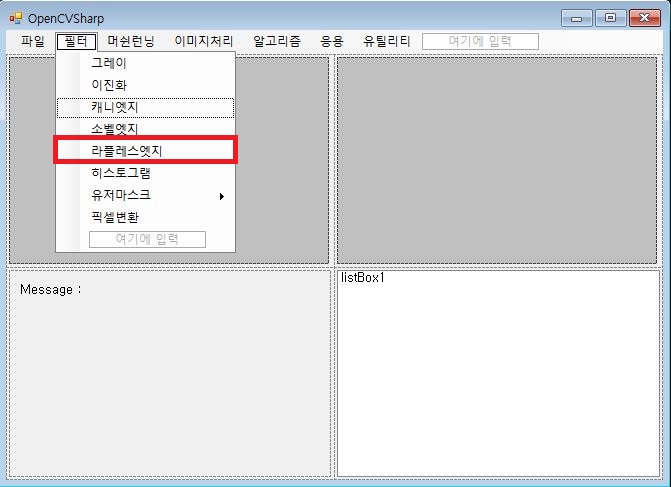 OpenCVSharp
파일 필터 머쉰런닝 이미지처리 알고리즘 응용 유틸리티 여기에 입력
그레이
이진화
캐니엣지
소벨엣지
라플레스엣지
히스토그램
유저마스크
픽셀변환
여기에 입력
Message :
listBox1